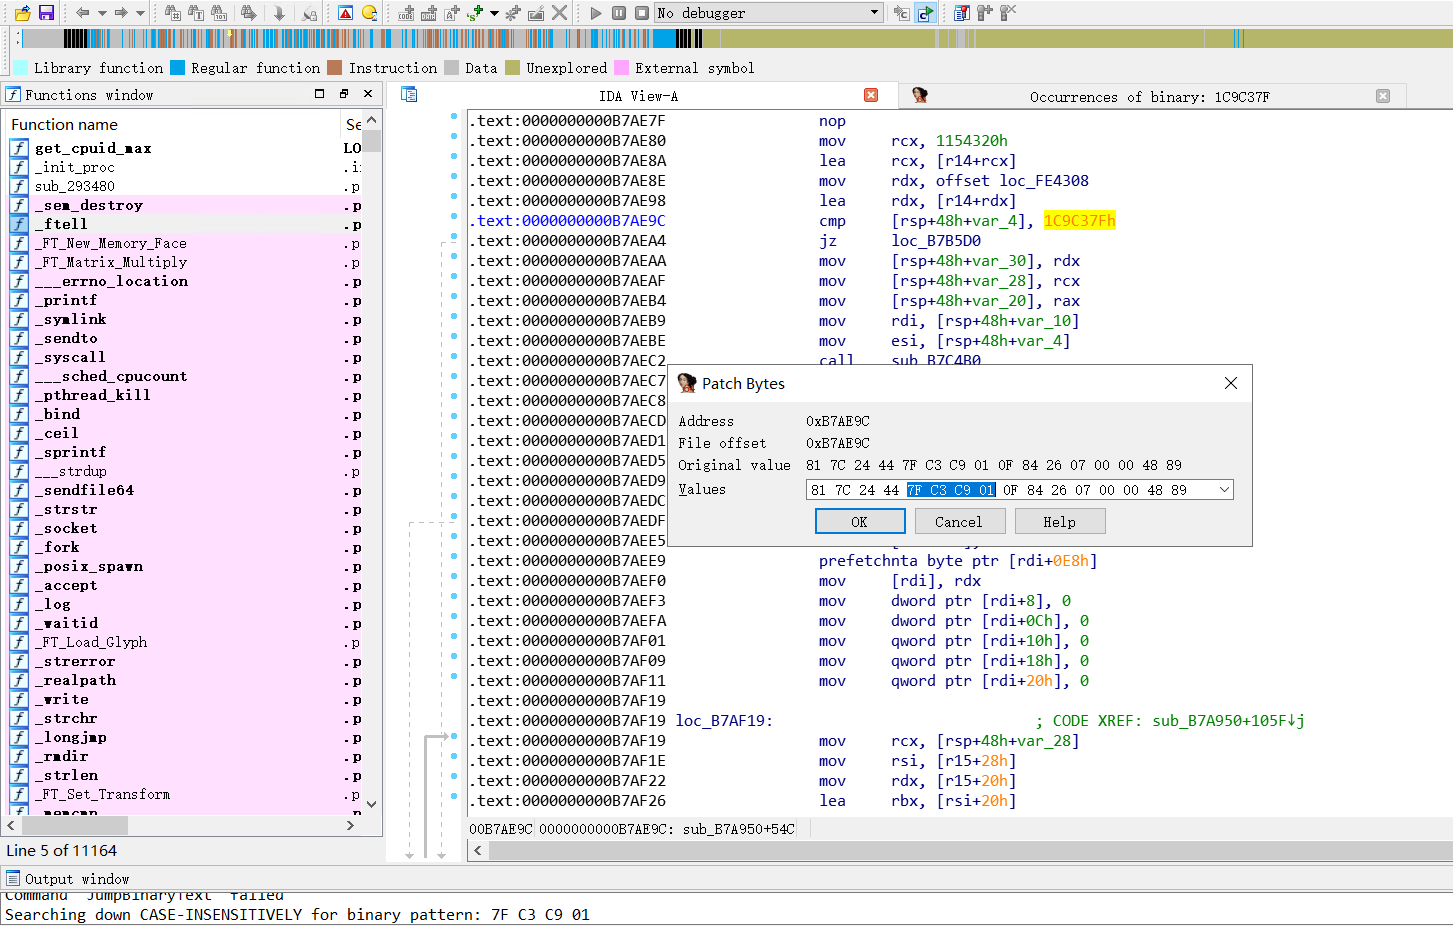 No debugger
Library function Regular function Instruction Data Unexplored External symbol
Functions window
IDA View-A
Occurrences of binary: 1C9C37F
Function name Se
get_cpuid_max LO
_init_proc .i
sub_293480 .p
_sem_destroy .p
_ftell .p
_FT_New_Memory_Face .p
_FT_Matrix_Multiply .p
___errno_location .p
_printf .p
_symlink .p
_sendto .p
_syscall .p
___sched_cpucount .p
_pthread_kill .p
_bind .p
_ceil .p
_sprintf .p
___strdup .p
_sendfile64 .p
_strstr .p
_socket .p
_fork .p
_posix_spawn .p
_accept .p
_log .p
_waitid .p
_FT_Load_Glyph .p
_strerror .p
_realpath .p
_write .p
_strchr .p
_longjmp .p
_rmdir .p
_strlen .p
_FT_Set_Transform .p
_memcmp .p
Line 5 of 11164
.text:0000000000B7AE7F nop
.text:0000000000B7AE80 mov rcx, 1154320h
.text:0000000000B7AE8A lea rcx, [r14+rcx]
.text:0000000000B7AE8E mov rdx, offset loc_FE4308
.text:0000000000B7AE98 lea rdx, [r14+rdx]
.text:0000000000B7AE9C cmp [rsp+48h+var_4], 1C9C37Fh
.text:0000000000B7AEA4 jz loc_B7B5D0
.text:0000000000B7AEAA mov [rsp+48h+var_30], rdx
.text:0000000000B7AEAF mov [rsp+48h+var_28], rcx
.text:0000000000B7AEB4 mov [rsp+48h+var_20], rax
.text:0000000000B7AEB9 mov rdi, [rsp+48h+var_10]
.text:0000000000B7AEBE mov esi, [rsp+48h+var_4]
.text:0000000000B7AEC2 call sub_B7C4B0
.text:0000000000B7AEC7
.text:0000000000B7AEC8
.text:0000000000B7AECD
.text:0000000000B7AED1
.text:0000000000B7AED5
.text:0000000000B7AED9
.text:0000000000B7AEDC
.text:0000000000B7AEDF
.text:0000000000B7AEE5
.text:0000000000B7AEE9 prefetchnta byte ptr [rdi+0E8h]
.text:0000000000B7AEF0 mov [rdi], rdx
.text:0000000000B7AEF3 mov dword ptr [rdi+8], 0
.text:0000000000B7AEFA mov dword ptr [rdi+0Ch], 0
.text:0000000000B7AF01 mov qword ptr [rdi+10h], 0
.text:0000000000B7AF09 mov qword ptr [rdi+18h], 0
.text:0000000000B7AF11 mov qword ptr [rdi+20h], 0
.text:0000000000B7AF19
.text:0000000000B7AF19 loc_B7AF19: ; CODE XREF: sub_B7A950+105F↓j
.text:0000000000B7AF19 mov rcx, [rsp+48h+var_28]
.text:0000000000B7AF1E mov rsi, [r15+28h]
.text:0000000000B7AF22 mov rdx, [r15+20h]
.text:0000000000B7AF26 lea rbx, [rsi+20h]
00B7AE9C 0000000000B7AE9C: sub_B7A950+54C
Patch Bytes
Address 0xB7AE9C
File offset 0xB7AE9C
Original value 81 7C 24 44 7F C3 C9 01 0F 84 26 07 00 00 48 89
Values 81 7C 24 44 7F C3 C9 01 0F 84 26 07 00 00 48 89
OK Cancel Help
Output window
Command "JumpBinaryText" failed
Searching down CASE-INSENSITIVELY for binary pattern: 7F C3 C9 01